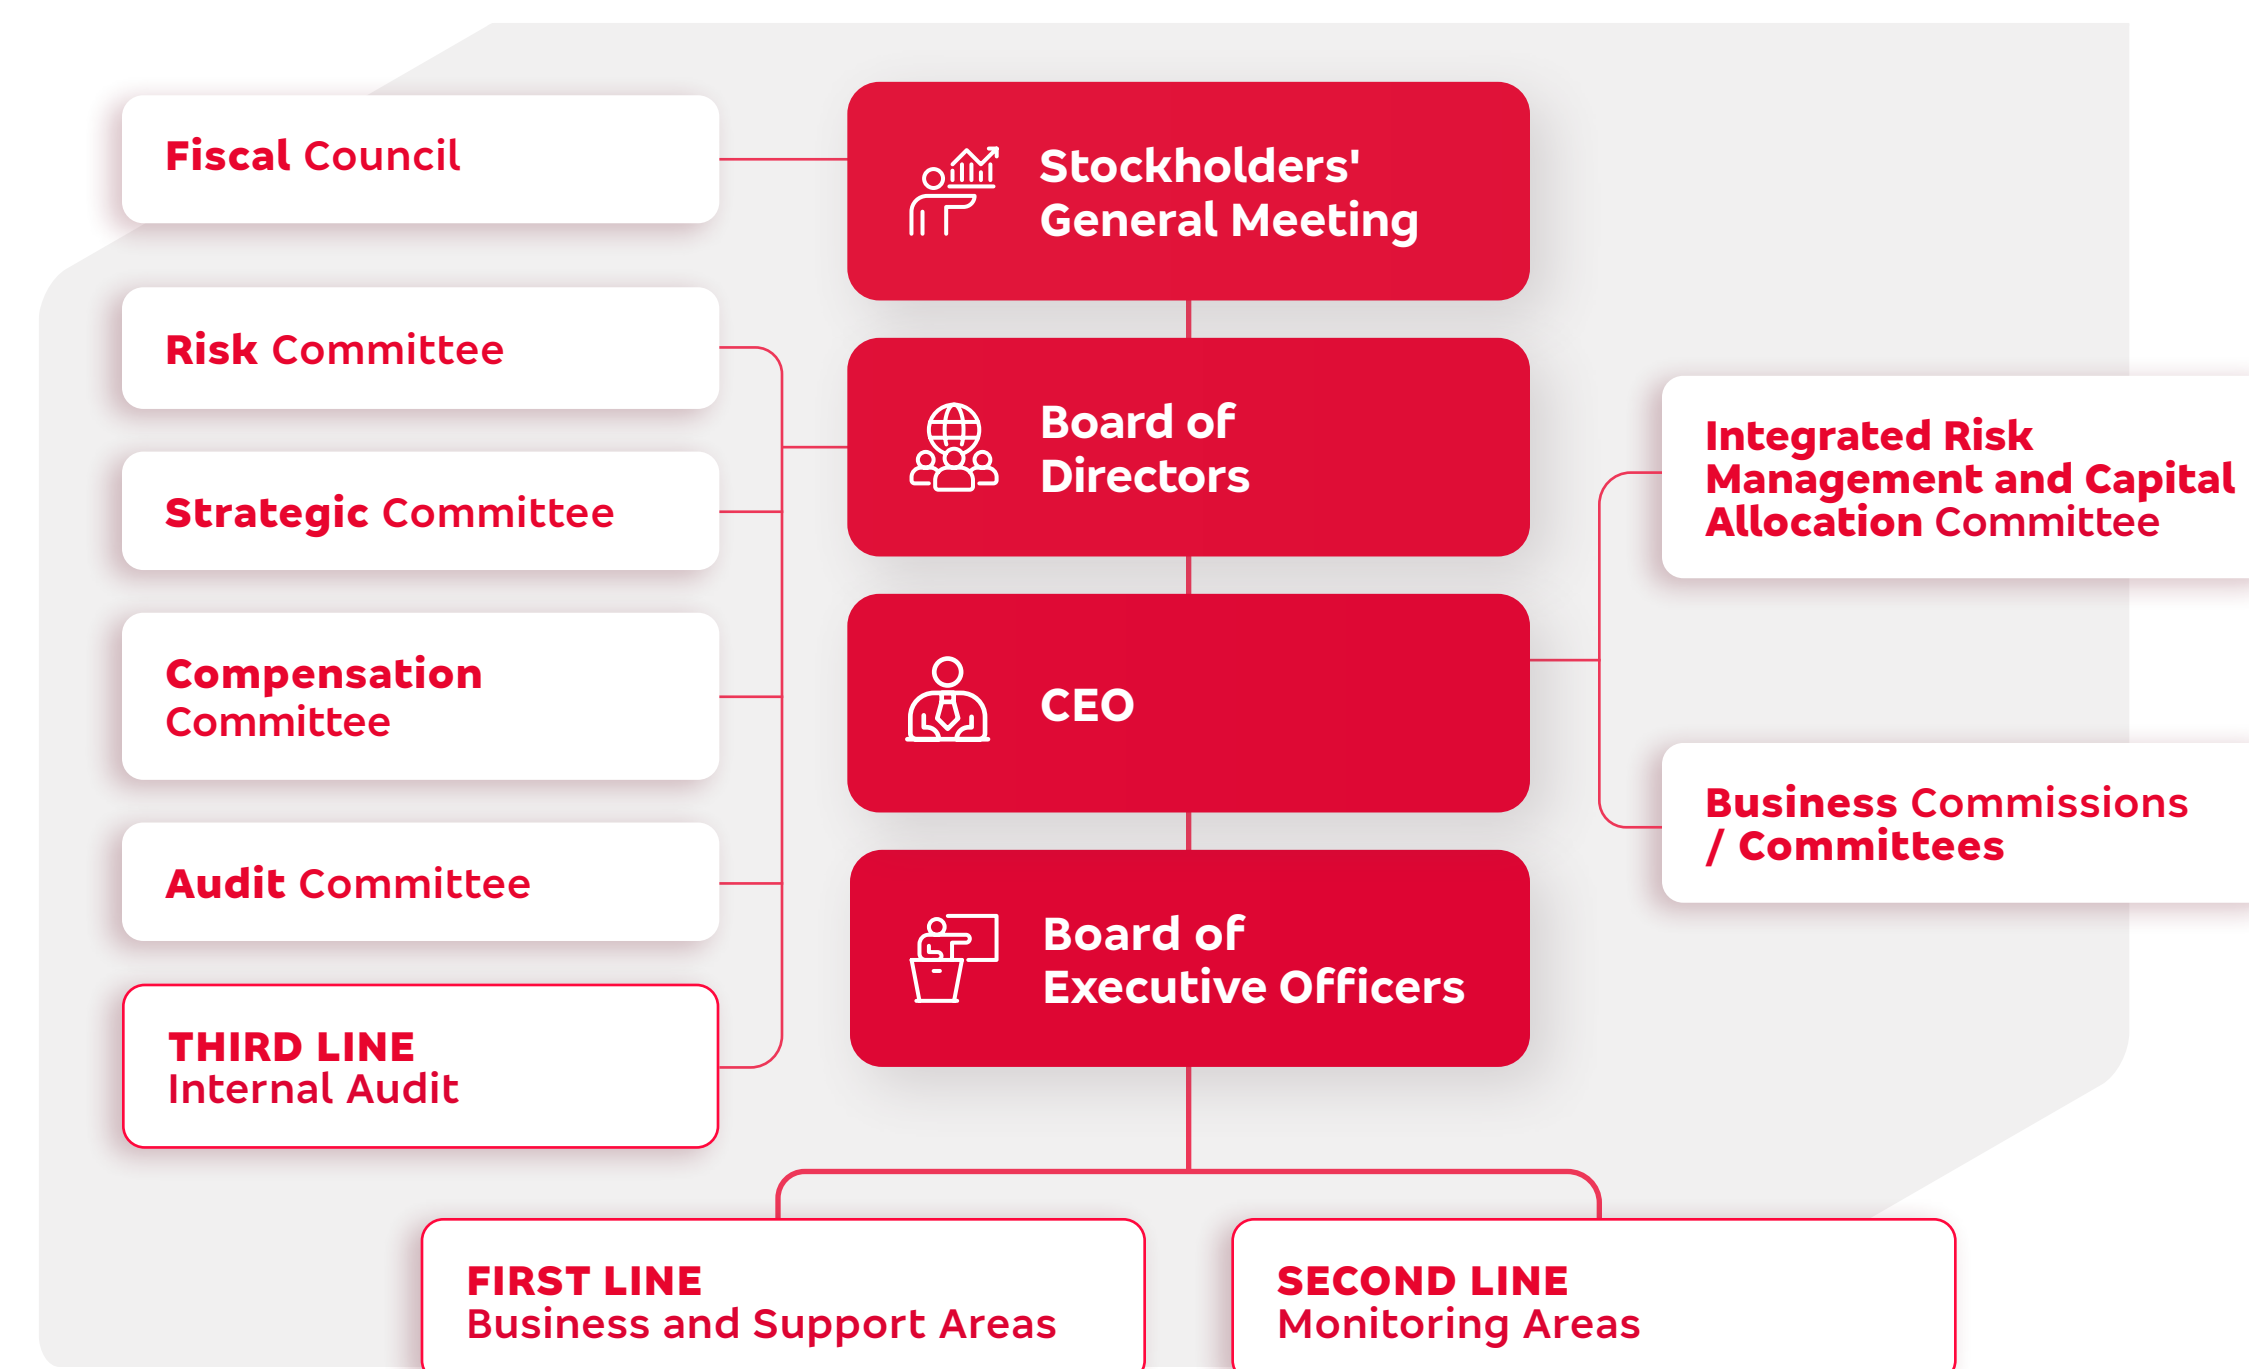 Fiscal Council
Stockholders'
General Meeting
Risk Committee
Board of
Directors
Strategic Committee
Integrated Risk
Management and Capital
Allocation Committee
Compensation
Committee
CEO
Business Commissions
/ Committees
Audit Committee
Board of
Executive Officers
THIRD LINE
Internal Audit
FIRST LINE
Business and Support Areas
SECOND LINE
Monitoring Areas